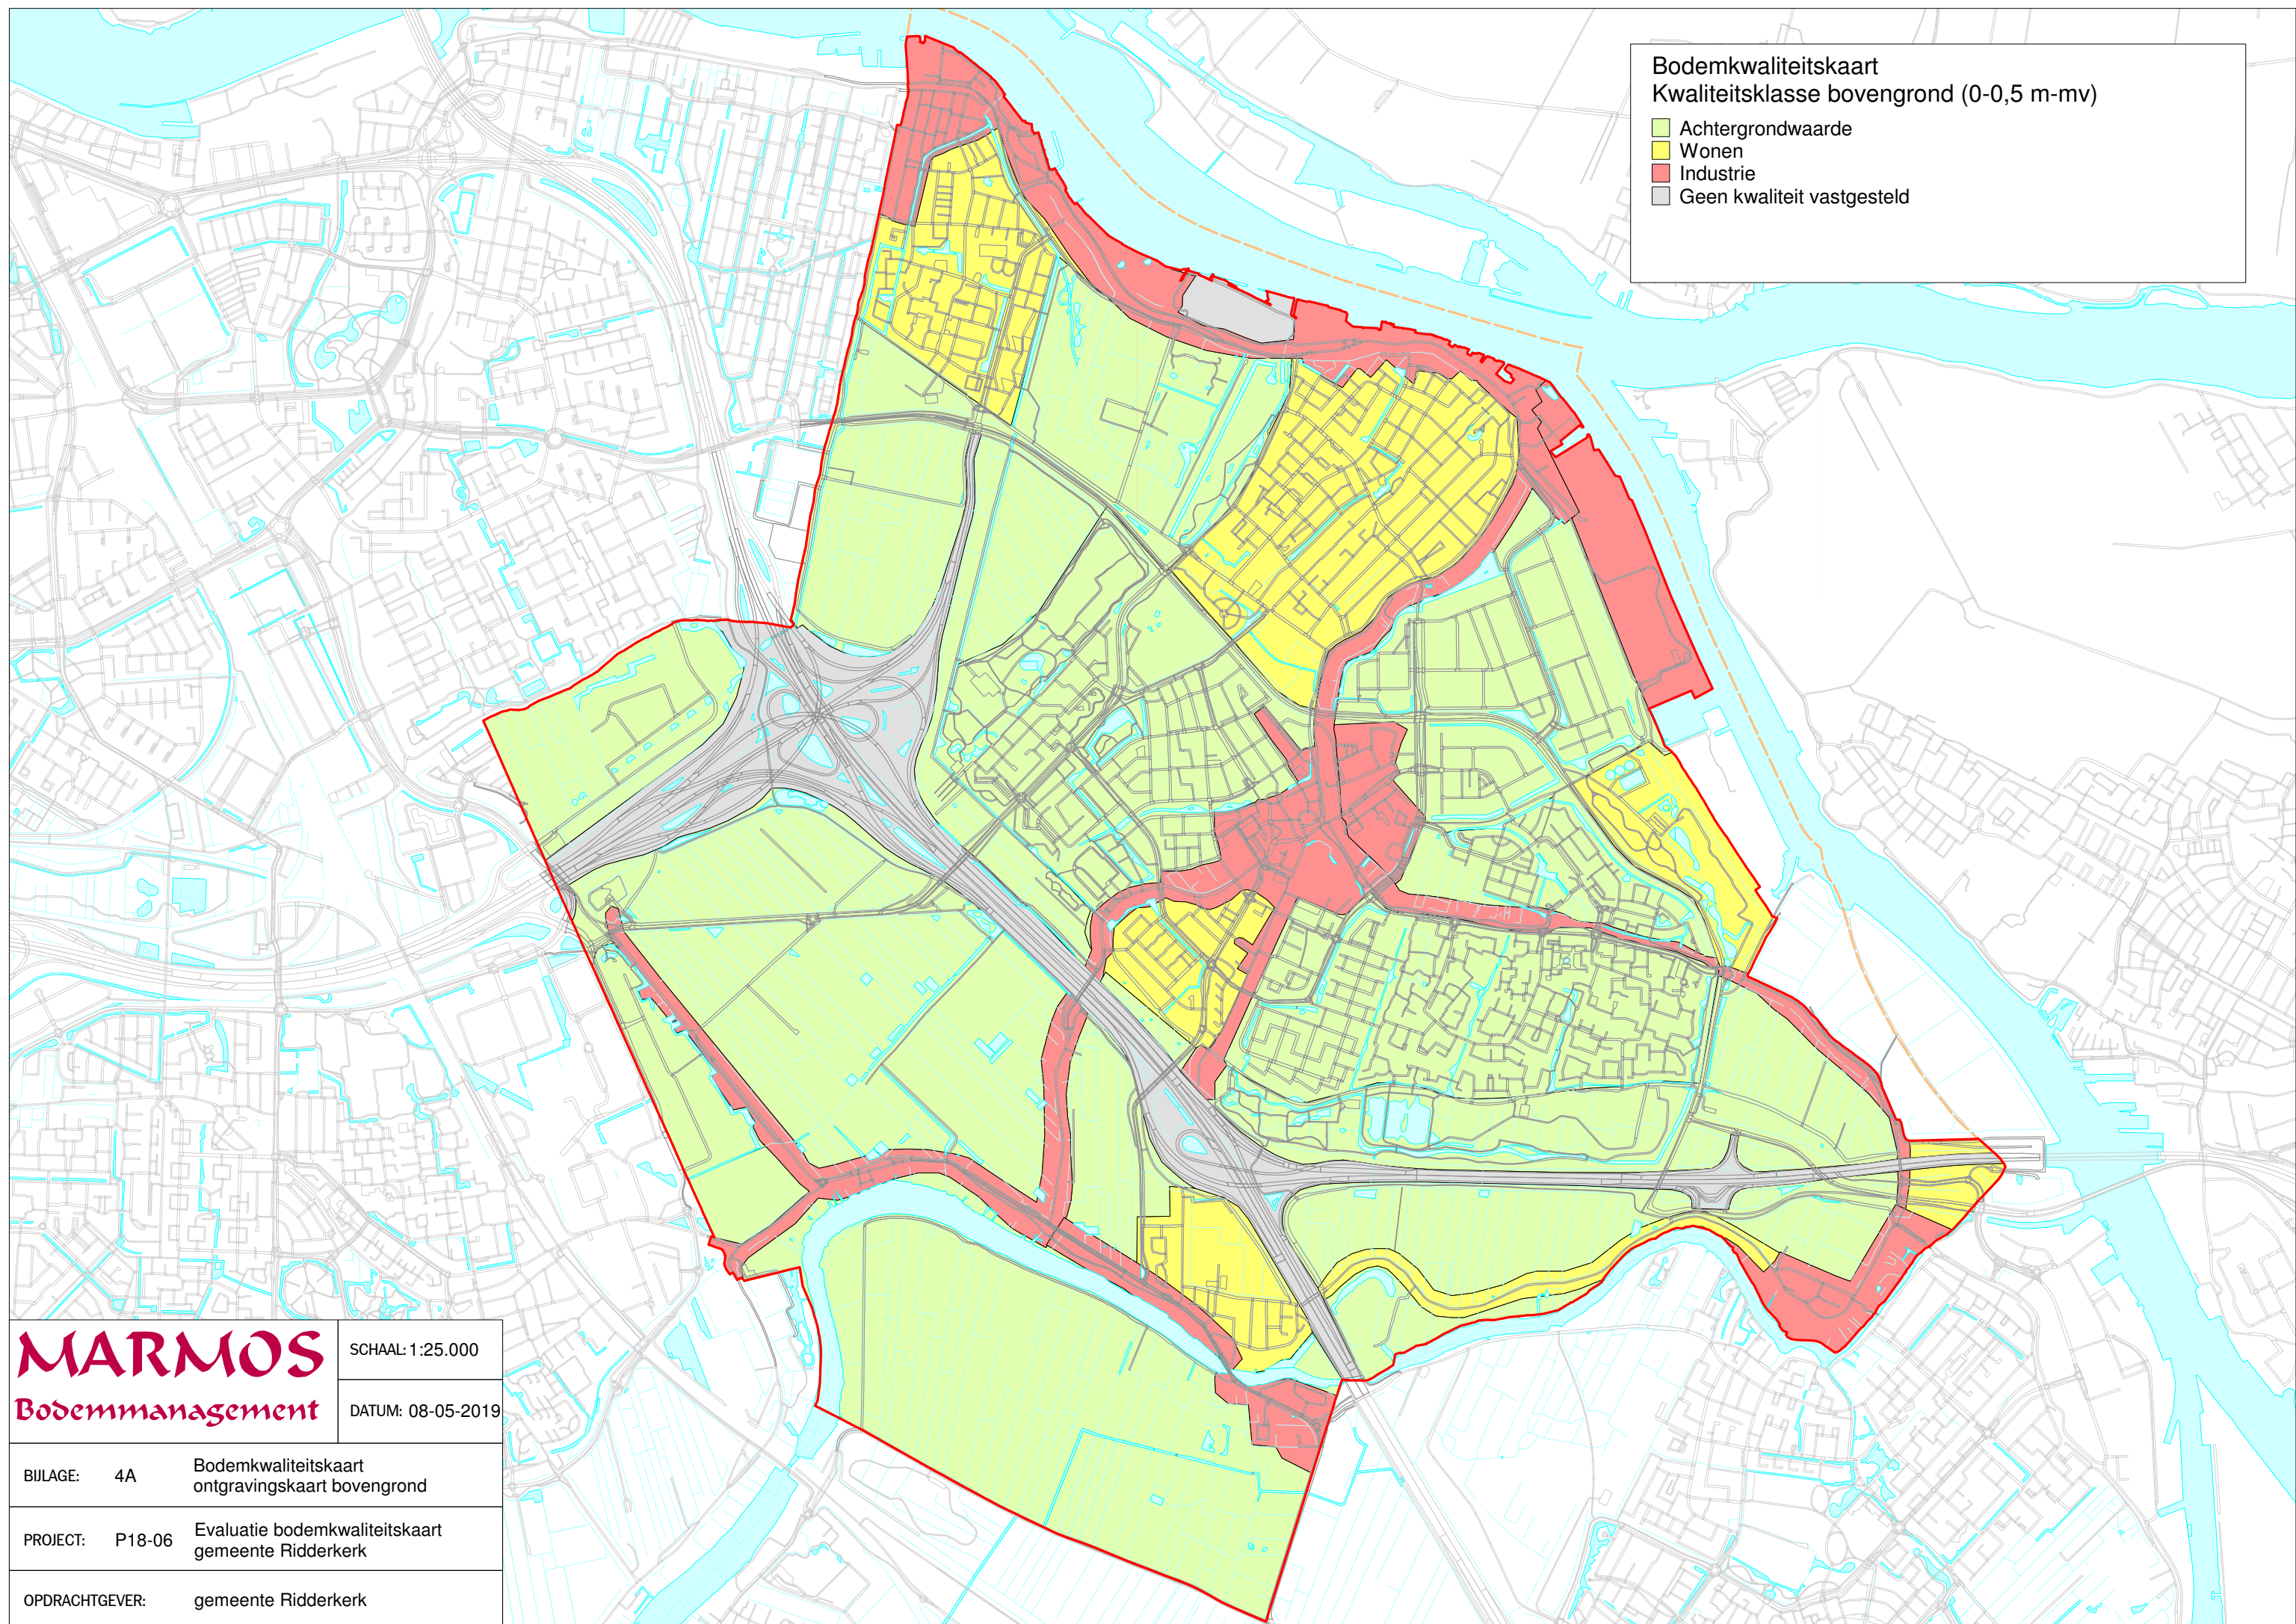 Bodemkwaliteitskaart
Kwaliteitsklasse bovengrond (0-0,5 m-mv)
Achtergrondwaarde
Wonen
Industrie
Geen kwaliteit vastgesteld
MARMOS
Bodemmanagement
SCHAAL: 1:25.000
DATUM: 08-05-2019
BIJLAGE: 4A Bodemkwaliteitskaart
ontgravingskaart bovengrond
PROJECT: P18-06 Evaluatie bodemkwaliteitskaart
gemeente Ridderkerk
OPDRACHTGEVER: gemeente Ridderkerk